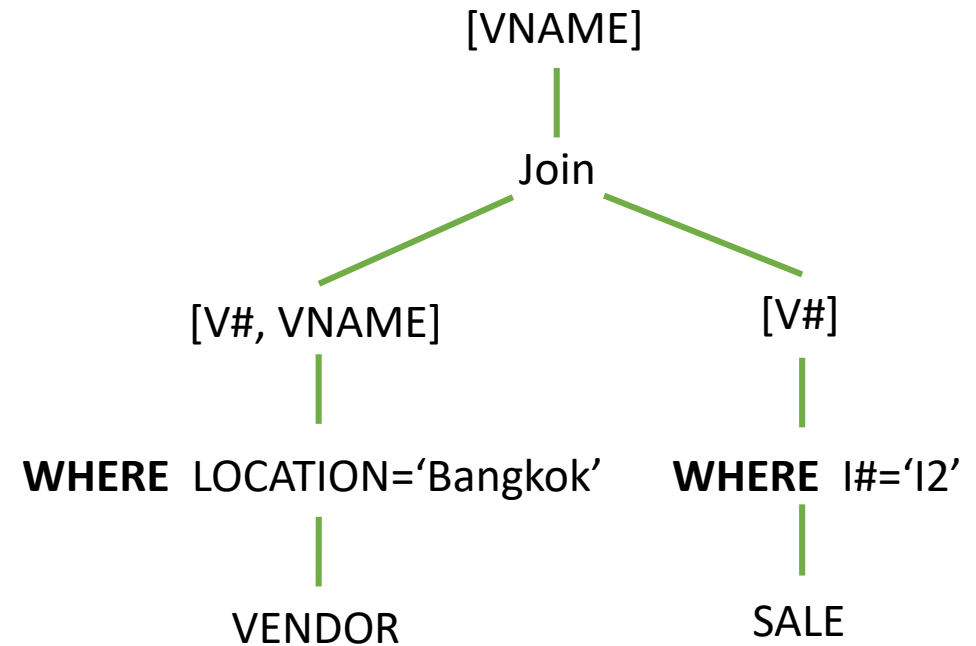 [VNAME]
Join
[V#, VNAME]
[V#]
WHERE LOCATION=‘Bangkok’
WHERE I#=‘I2’
VENDOR
SALE